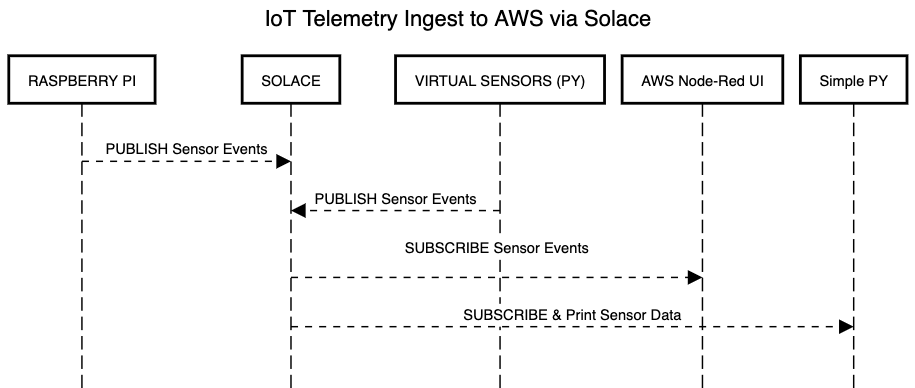 IoT Telemetry Ingest to AWS via Solace
RASPBERRY PI
SOLACE
VIRTUAL SENSORS (PY)
AWS Node-Red UI
Simple PY
PUBLISH Sensor Events
PUBLISH Sensor Events
SUBSCRIBE Sensor Events
SUBSCRIBE & Print Sensor Data